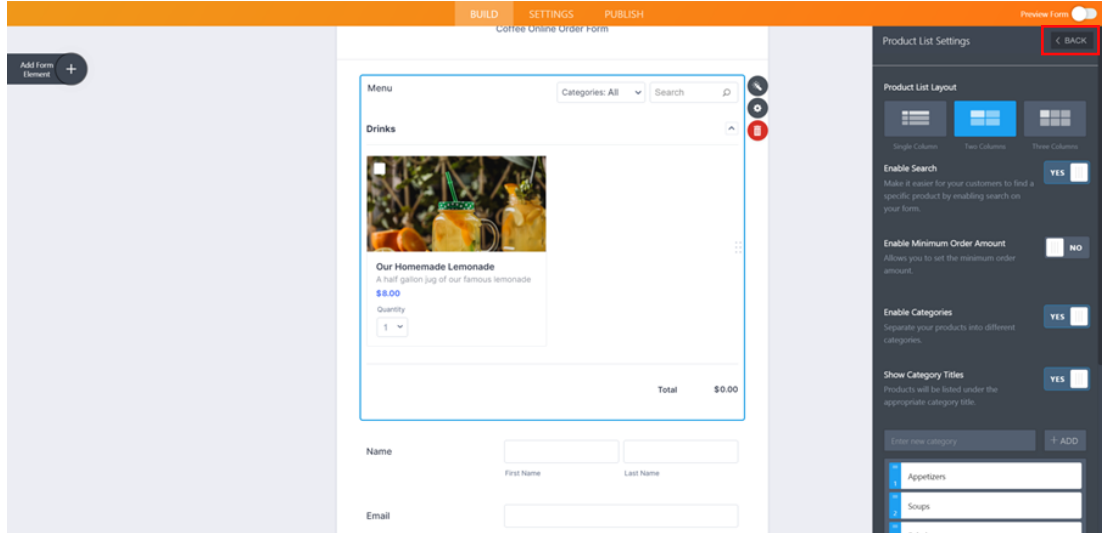 BUILD SETTINGS PUBLISH
Preview Form
Coffee Online Order Form
Add Form
Element
+
Menu
Categories: All
Search
Drinks
Our Homemade Lemonade
A half gallon jug of our famous lemonade
$8.00
Quantity
1
Total $0.00
Name
First Name
Last Name
Email
Product List Settings
< BACK
Product List Layout
Single Column Two Columns Three Columns
Enable Search
YES
Make it easier for your customers to find a
specific product by enabling search on
your form.
Enable Minimum Order Amount
NO
Allows you to set the minimum order
amount.
Enable Categories
YES
Separate your products into different
categories.
Show Category Titles
YES
Products will be listed under the
appropriate category title.
Enter new category
+ ADD
1 Appetizers
2 Soups